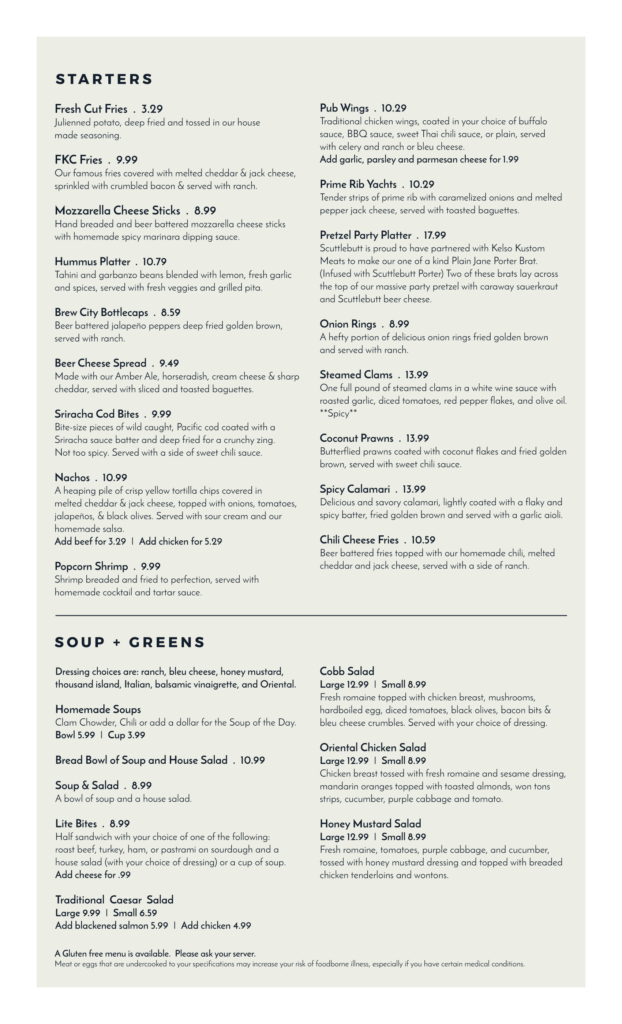 STARTERS
Fresh Cut Fries . 3.29
Julienned potato, deep fried and tossed in our house
made seasoning.
FKC Fries . 9.99
Our famous fries covered with melted cheddar & jack cheese,
sprinkled with crumbled bacon & served with ranch.
Mozzarella Cheese Sticks . 8.99
Hand breaded and beer battered mozzarella cheese sticks
with homemade spicy marinara dipping sauce.
Hummus Platter . 10.79
Tahini and garbanzo beans blended with lemon, fresh garlic
and spices, served with fresh veggies and grilled pita.
Brew City Bottlecaps . 8.59
Beer battered jalapeño peppers deep fried golden brown,
served with ranch.
Beer Cheese Spread . 9.49
Made with our Amber Ale, horseradish, cream cheese & sharp
cheddar, served with sliced and toasted baguettes.
Sriracha Cod Bites . 9.99
Bite-size pieces of wild caught, Pacific cod coated with a
Sriracha sauce batter and deep fried for a crunchy zing.
Not too spicy. Served with a side of sweet chili sauce.
Nachos . 10.99
A heaping pile of crisp yellow tortilla chips covered in
melted cheddar & jack cheese, topped with onions, tomatoes,
jalapeños, & black olives. Served with sour cream and our
homemade salsa.
Add beef for 3.29 | Add chicken for 5.29
Popcorn Shrimp . 9.99
Shrimp breaded and fried to perfection, served with
homemade cocktail and tartar sauce.
Pub Wings . 10.29
Traditional chicken wings, coated in your choice of buffalo
sauce, BBQ sauce, sweet Thai chili sauce, or plain, served
with celery and ranch or bleu cheese.
Add garlic, parsley and parmesan cheese for 1.99
Prime Rib Yachts . 10.29
Tender strips of prime rib with caramelized onions and melted
pepper jack cheese, served with toasted baguettes.
Pretzel Party Platter . 17.99
Scuttlebutt is proud to have partnered with Kelso Kustom
Meats to make our one of a kind Plain Jane Porter Brat.
(Infused with Scuttlebutt Porter) Two of these brats lay across
the top of our massive party pretzel with caraway sauerkraut
and Scuttlebutt beer cheese.
Onion Rings . 8.99
A hefty portion of delicious onion rings fried golden brown
and served with ranch.
Steamed Clams . 13.99
One full pound of steamed clams in a white wine sauce with
roasted garlic, diced tomatoes, red pepper flakes, and olive oil.
**Spicy**
Coconut Prawns . 13.99
Butterflied prawns coated with coconut flakes and fried golden
brown, served with sweet chili sauce.
Spicy Calamari . 13.99
Delicious and savory calamari, lightly coated with a flaky and
spicy batter, fried golden brown and served with a garlic aioli.
Chili Cheese Fries . 10.59
Beer battered fries topped with our homemade chili, melted
cheddar and jack cheese, served with a side of ranch.
SOUP + GREENS
Dressing choices are: ranch, bleu cheese, honey mustard,
thousand island, Italian, balsamic vinaigrette, and Oriental.
Homemade Soups
Clam Chowder, Chili or add a dollar for the Soup of the Day.
Bowl 5.99 | Cup 3.99
Bread Bowl of Soup and House Salad . 10.99
Soup & Salad . 8.99
A bowl of soup and a house salad.
Lite Bites . 8.99
Half sandwich with your choice of one of the following:
roast beef, turkey, ham, or pastrami on sourdough and a
house salad (with your choice of dressing) or a cup of soup.
Add cheese for .99
Traditional Caesar Salad
Large 9.99 | Small 6.59
Add blackened salmon 5.99 | Add chicken 4.99
Cobb Salad
Large 12.99 | Small 8.99
Fresh romaine topped with chicken breast, mushrooms,
hardboiled egg, diced tomatoes, black olives, bacon bits &
bleu cheese crumbles. Served with your choice of dressing.
Oriental Chicken Salad
Large 12.99 | Small 8.99
Chicken breast tossed with fresh romaine and sesame dressing,
mandarin oranges topped with toasted almonds, won tons
strips, cucumber, purple cabbage and tomato.
Honey Mustard Salad
Large 12.99 | Small 8.99
Fresh romaine, tomatoes, purple cabbage, and cucumber,
tossed with honey mustard dressing and topped with breaded
chicken tenderloins and wontons.
A Gluten free menu is available. Please ask your server.
Meat or eggs that are undercooked to your specifications may increase your risk of foodborne illness, especially if you have certain medical conditions.